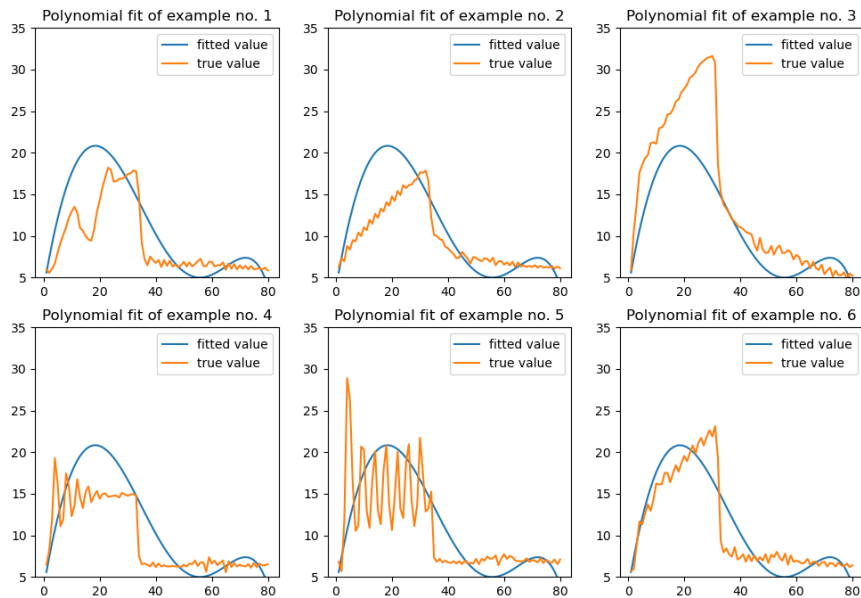 Polynomial fit of example no. 1
35
30
25
20
15
10
5
0 20 40 60 80
fitted value
true value
Polynomial fit of example no. 2
35
30
25
20
15
10
5
0 20 40 60 80
fitted value
true value
Polynomial fit of example no. 3
35
30
25
20
15
10
5
0 20 40 60 80
fitted value
true value
Polynomial fit of example no. 4
35
30
25
20
15
10
5
0 20 40 60 80
fitted value
true value
Polynomial fit of example no. 5
35
30
25
20
15
10
5
0 20 40 60 80
fitted value
true value
Polynomial fit of example no. 6
35
30
25
20
15
10
5
0 20 40 60 80
fitted value
true value